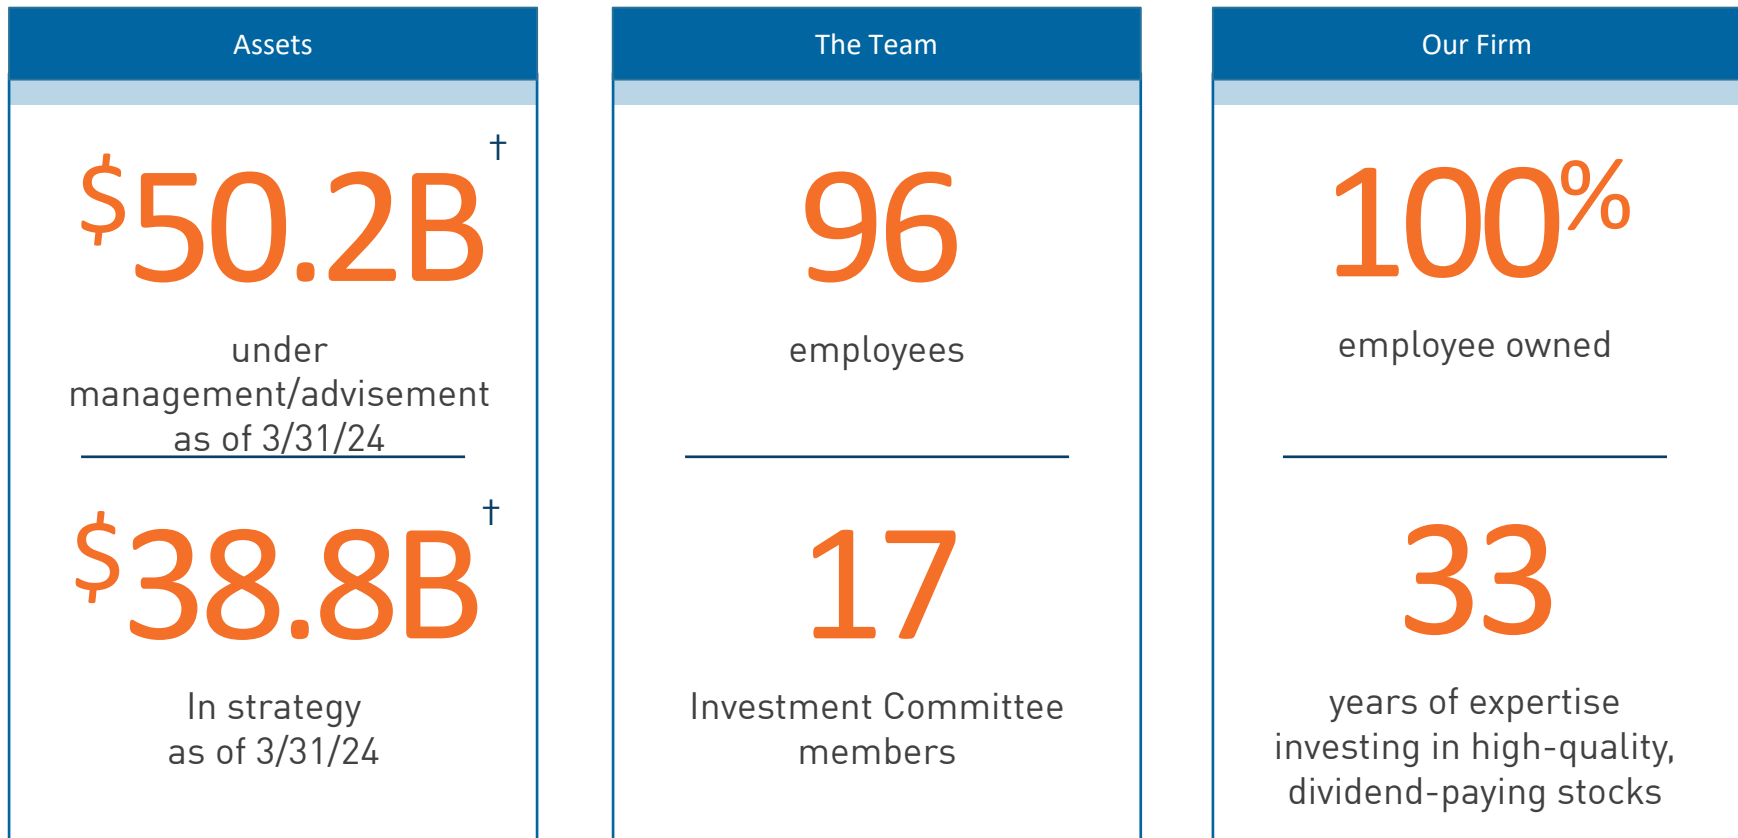 Assets
$50.2B†
under
management/advisement
as of 3/31/24
$38.8B†
In strategy
as of 3/31/24
The Team
96
employees
17
Investment Committee
members
Our Firm
100%
employee owned
33
years of expertise
investing in high-quality,
dividend-paying stocks